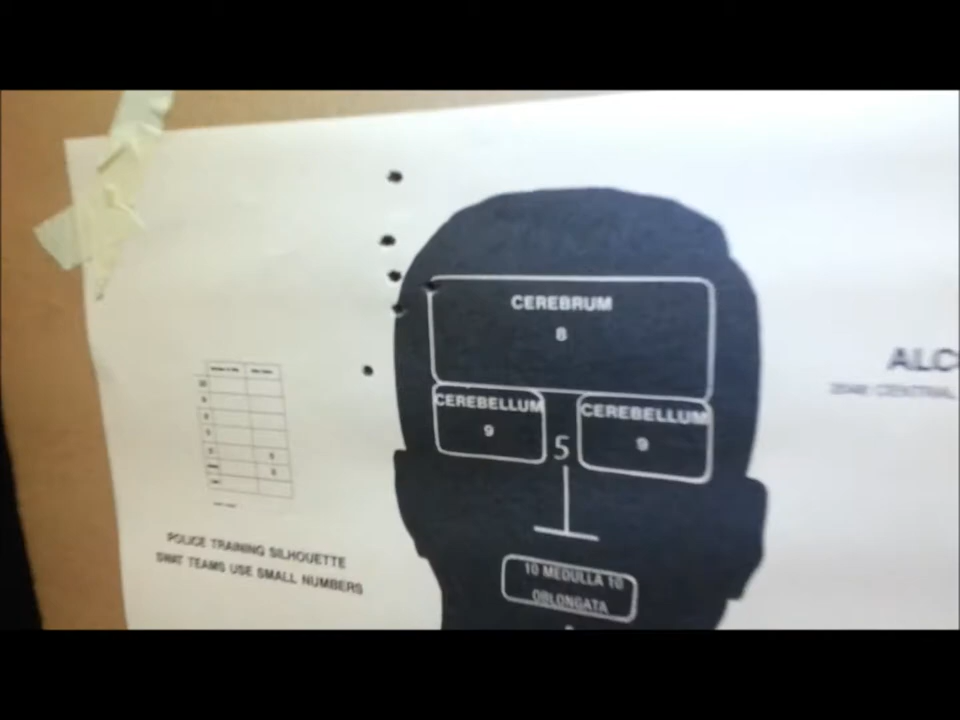 CEREBRUM
8
CEREBELLUM
9
CEREBELLUM
9
5
10 MEDULLA 10
OBLONGATA
ALC
CENTRAL
POLICE TRAINING SILHOUETTE
SWAT TEAMS USE SMALL NUMBERS